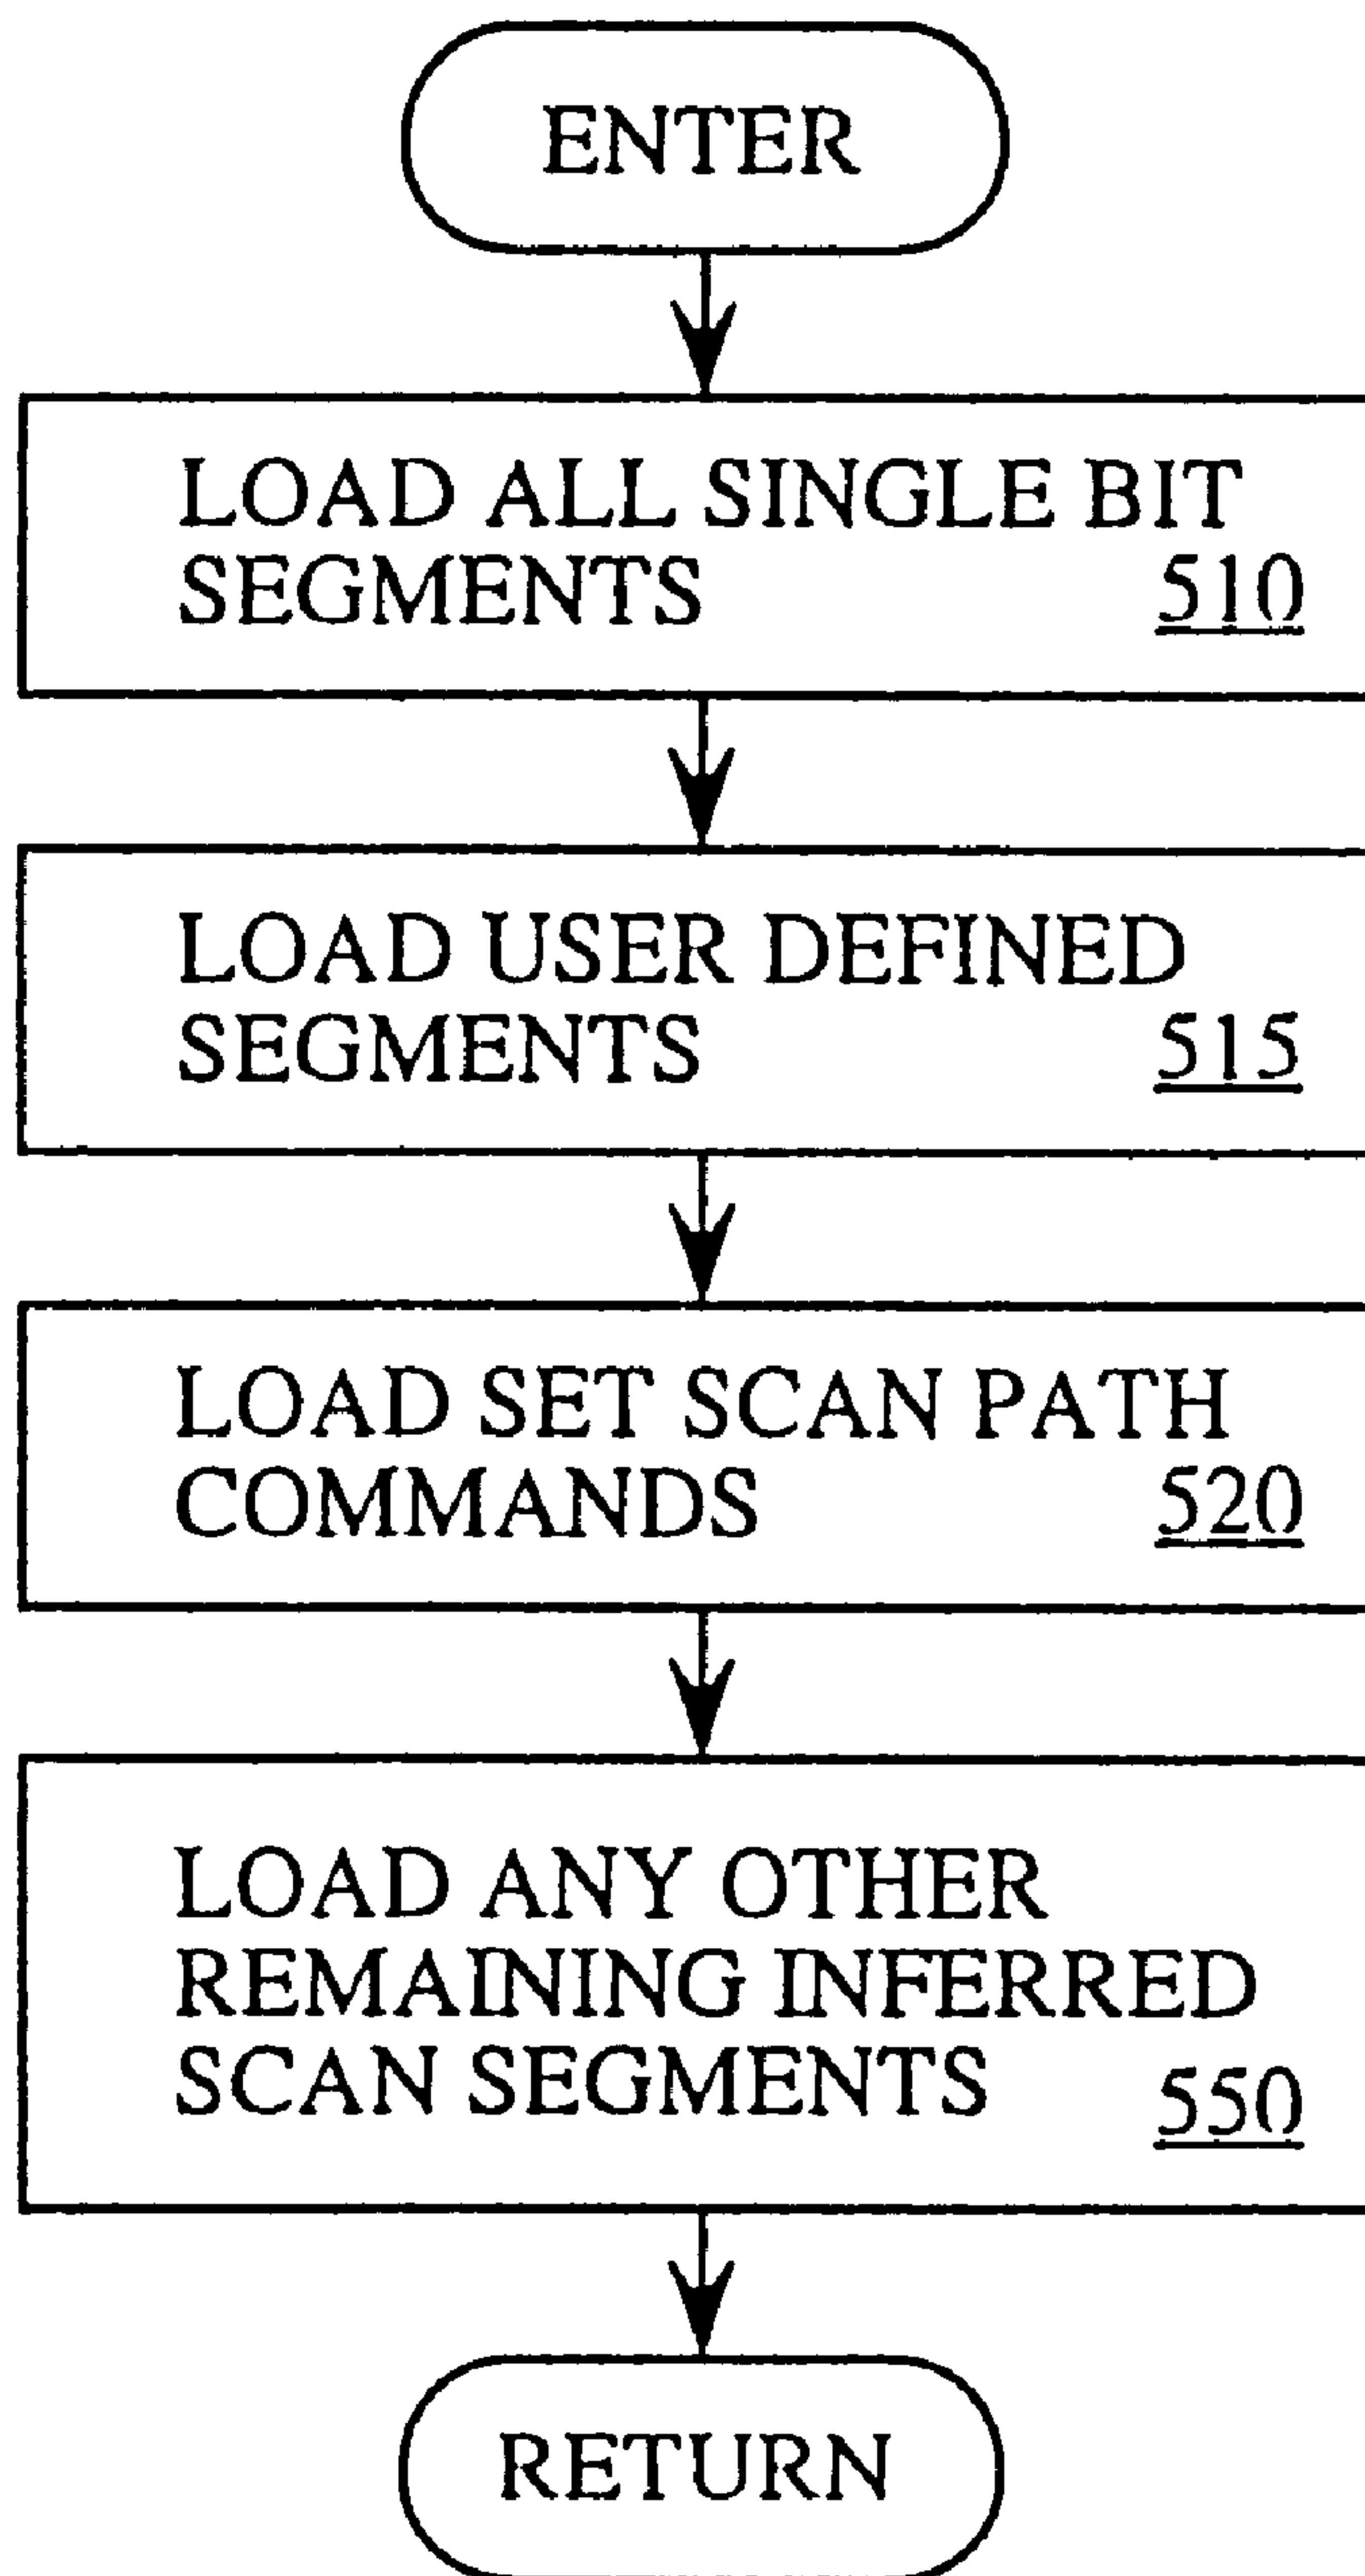 ENTER
LOAD ALL SINGLE BIT
SEGMENTS 510
LOAD USER DEFINED
SEGMENTS 515
LOAD SET SCAN PATH
COMMANDS 520
LOAD ANY OTHER
REMAINING INFERRED
SCAN SEGMENTS 550
RETURN